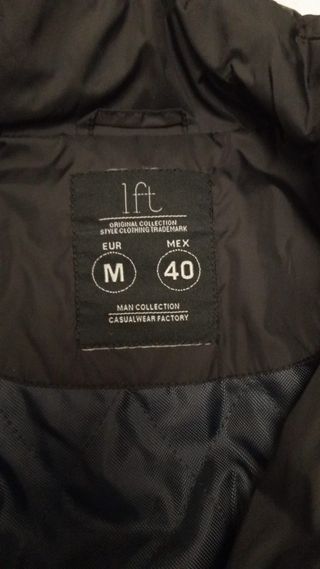 lft
ORIGINAL COLLECTION
STYLE CLOTHING TRADEMARK
EUR MEX
M 40
MAN COLLECTION
CASUALWEAR FACTORY